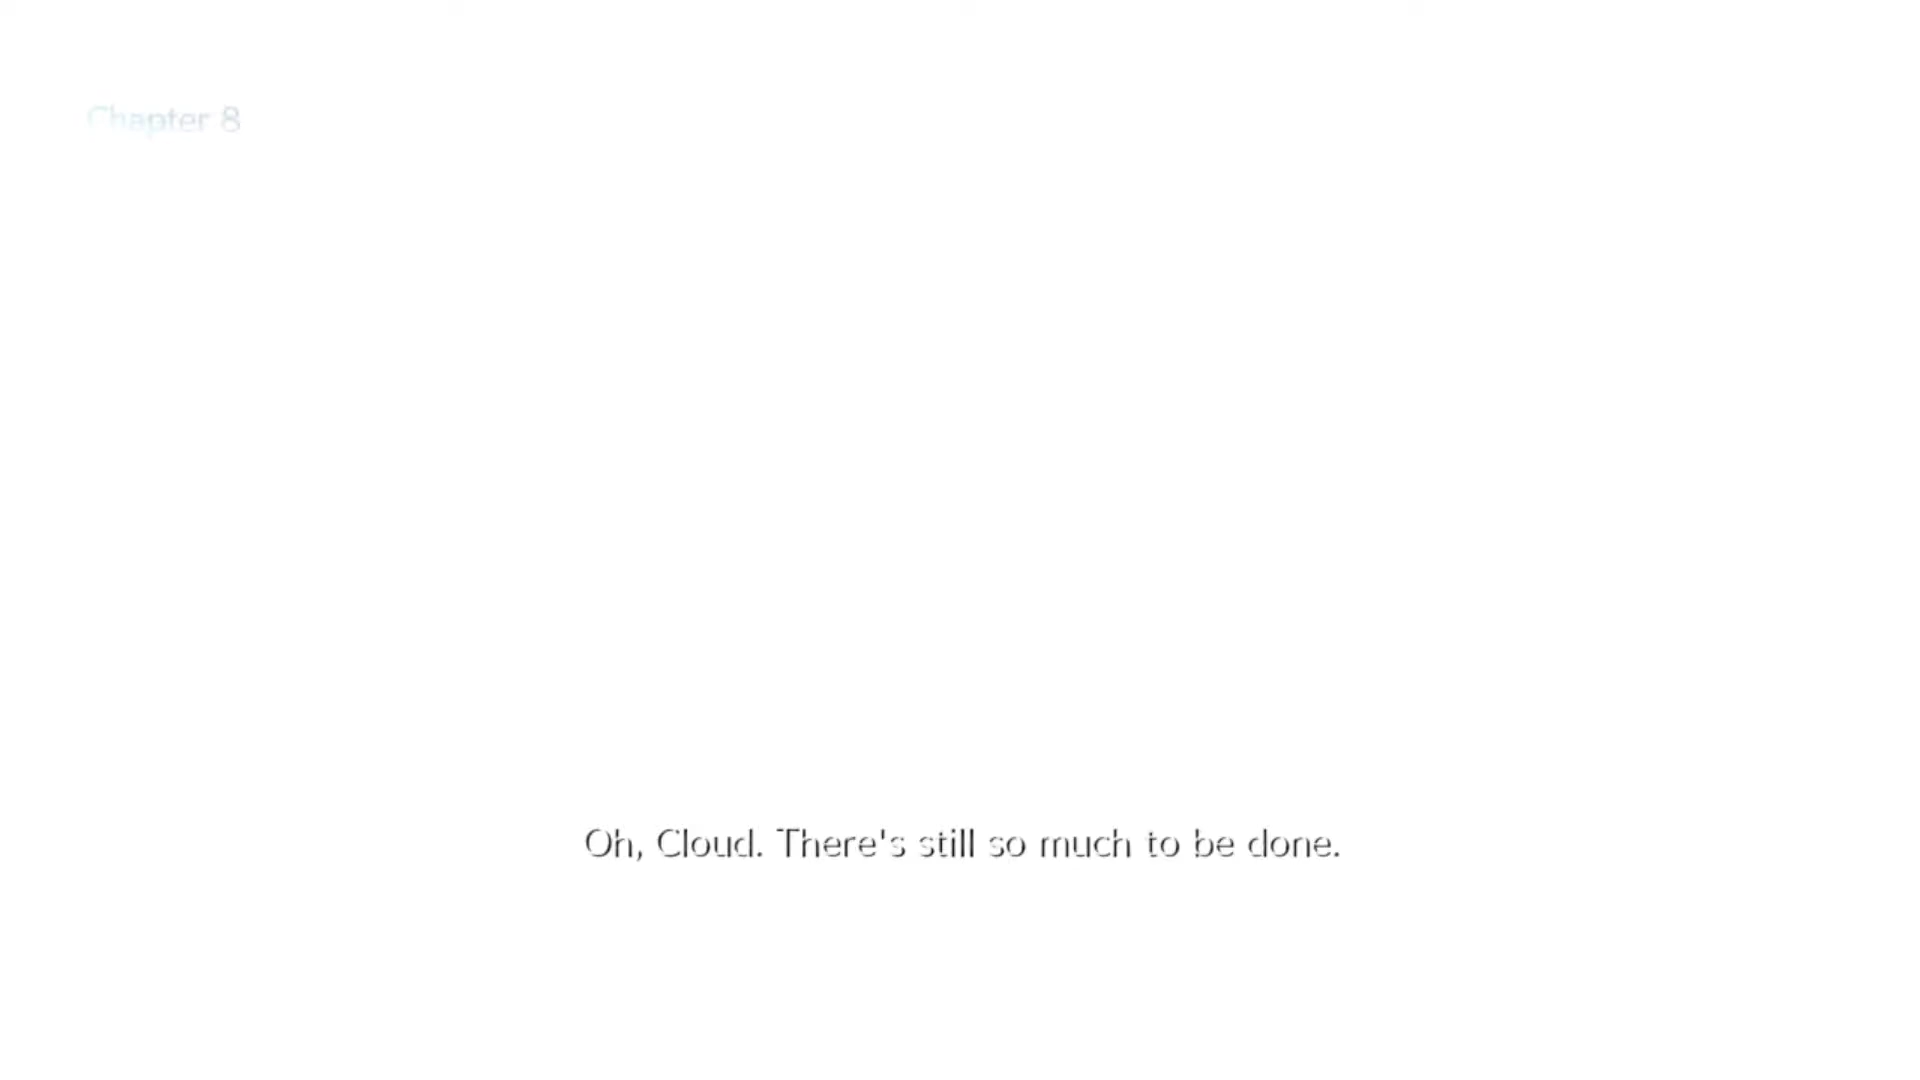 Chapter 8
Oh, Cloud. There's still so much to be done.